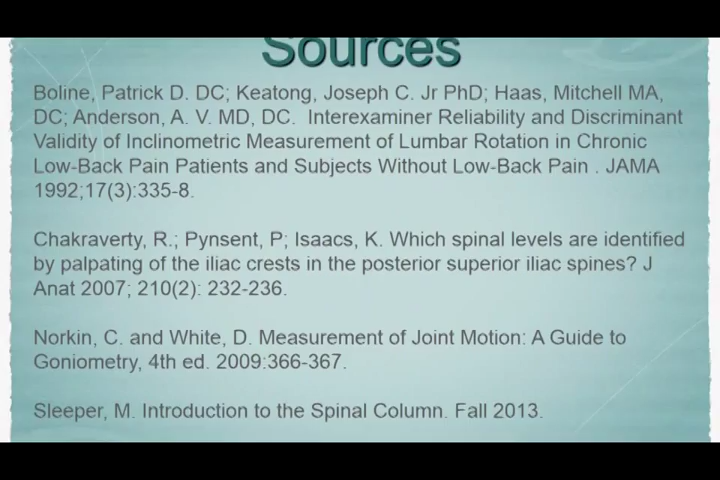 Sources
Boline, Patrick D. DC; Keatong, Joseph C. Jr PhD; Haas, Mitchell MA,
DC; Anderson, A. V. MD, DC.  Interexaminer Reliability and Discriminant
Validity of Inclinometric Measurement of Lumbar Rotation in Chronic
Low-Back Pain Patients and Subjects Without Low-Back Pain . JAMA
1992;17(3):335-8.
Chakraverty, R.; Pynsent, P; Isaacs, K. Which spinal levels are identified
by palpating of the iliac crests in the posterior superior iliac spines? J
Anat 2007; 210(2): 232-236.
Norkin, C. and White, D. Measurement of Joint Motion: A Guide to
Goniometry, 4th ed. 2009:366-367.
Sleeper, M. Introduction to the Spinal Column. Fall 2013.